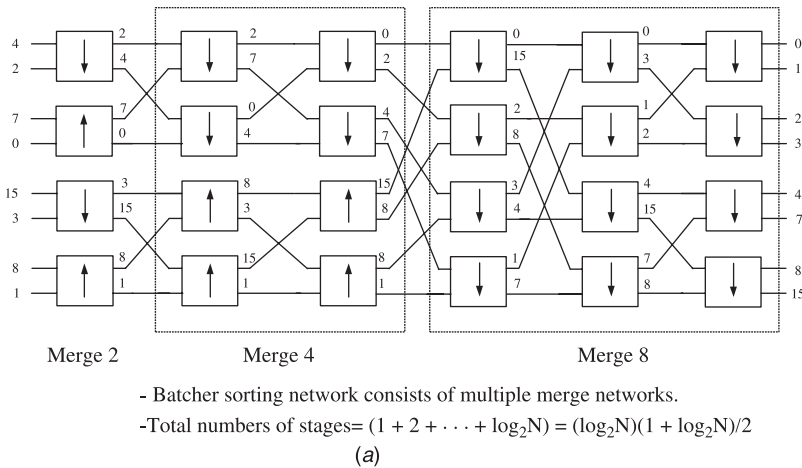 4 2 2 0 0 0 0
2 4 7 2 15 3 1
7 7 0 4 2 1 2
0 0 4 7 8 2 3
15 3 8 15 3 4 4
3 15 3 8 4 15 7
8 8 15 8 1 7 8
1 1 1 1 7 8 15
Merge 2 Merge 4 Merge 8
- Batcher sorting network consists of multiple merge networks.
-Total numbers of stages= (1 + 2 + · · · + log₂N) = (log₂N)(1 + log₂N)/2
(a)